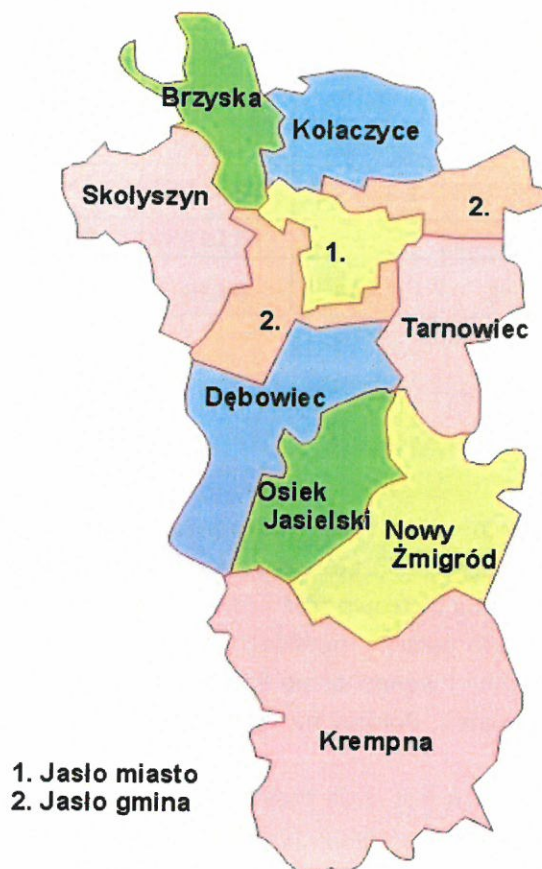 Brzyska
Kołaczyce
Skołyszyn
2.
1.
2.
Tarnowiec
Dębowiec
Osiek
Jasielski
Nowy
Żmigród
Krempna
1. Jasło miasto
2. Jasło gmina